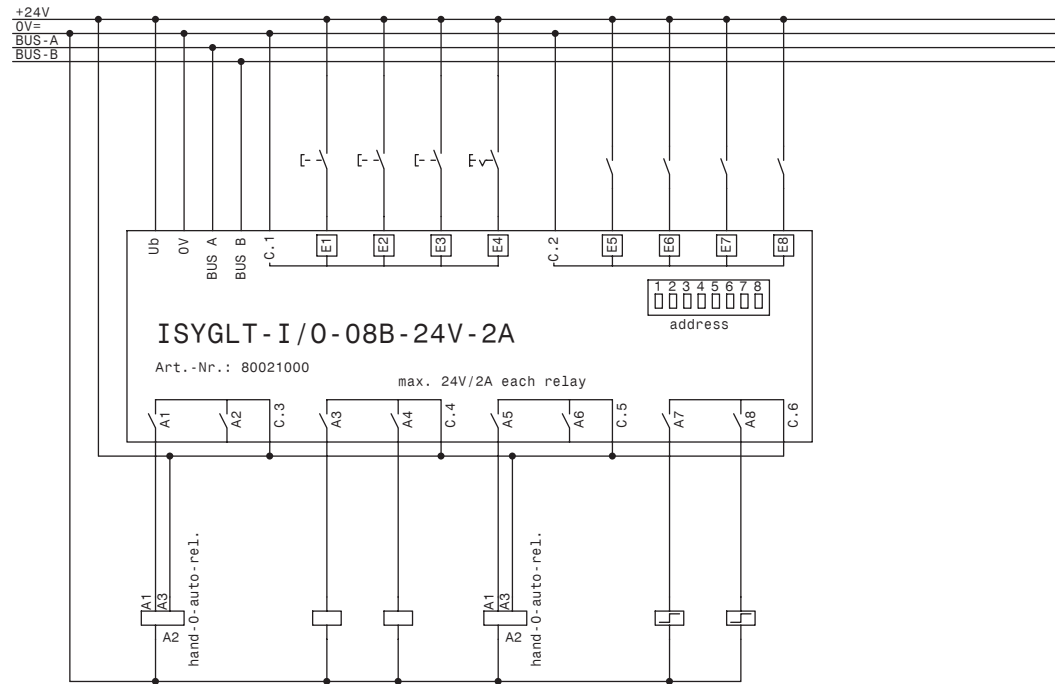 +24V
0V=
BUS-A
BUS-B
Ub
0V
BUS A
BUS B
C.1
E1
E2
E3
E4
C.2
E5
E6
E7
E8
1 2 3 4 5 6 7 8
address
ISYGLT-I/O-08B-24V-2A
Art.-Nr.: 80021000
max. 24V/2A each relay
A1
A2
C.3
A3
A4
C.4
A5
A6
C.5
A7
A8
C.6
A1
A3
A2
hand-0-auto-rel.
A1
A3
A2
hand-0-auto-rel.